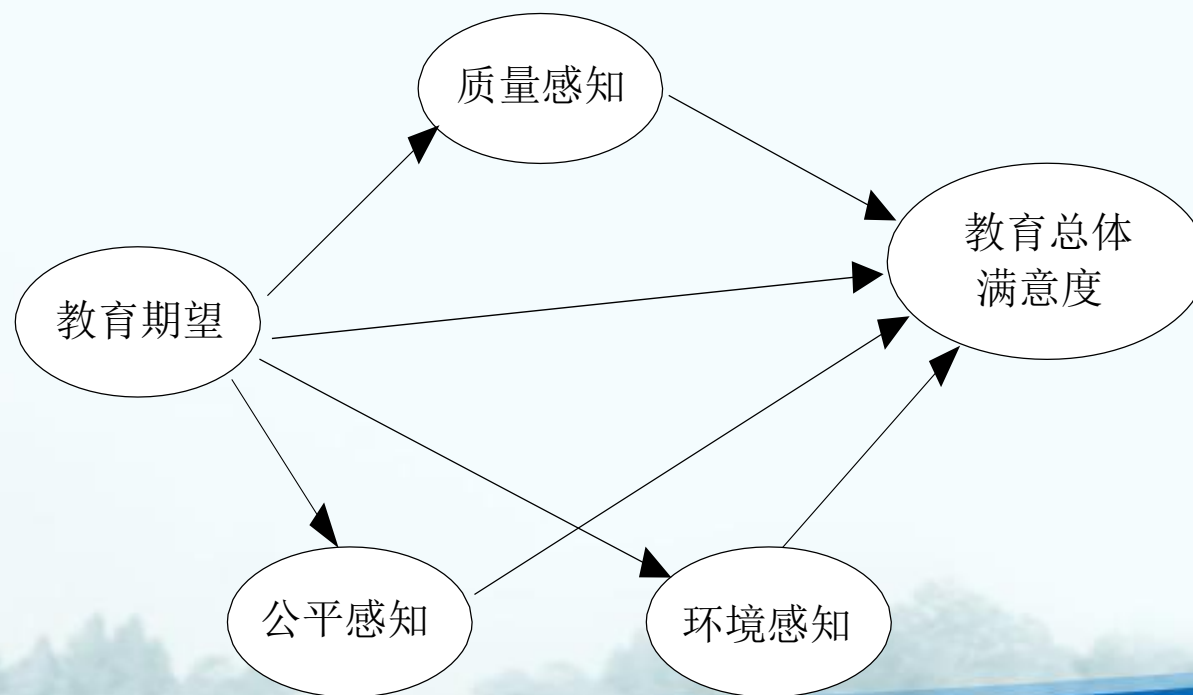 质量感知
教育总体
满意度
教育期望
公平感知
环境感知